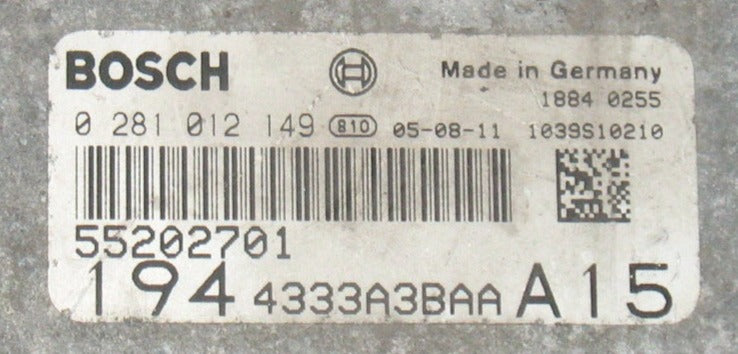 BOSCH
Made in Germany
1884 0255
0 281 012 149 810 05-08-11 1039S10210
55202701
194 4333A3BAA A15